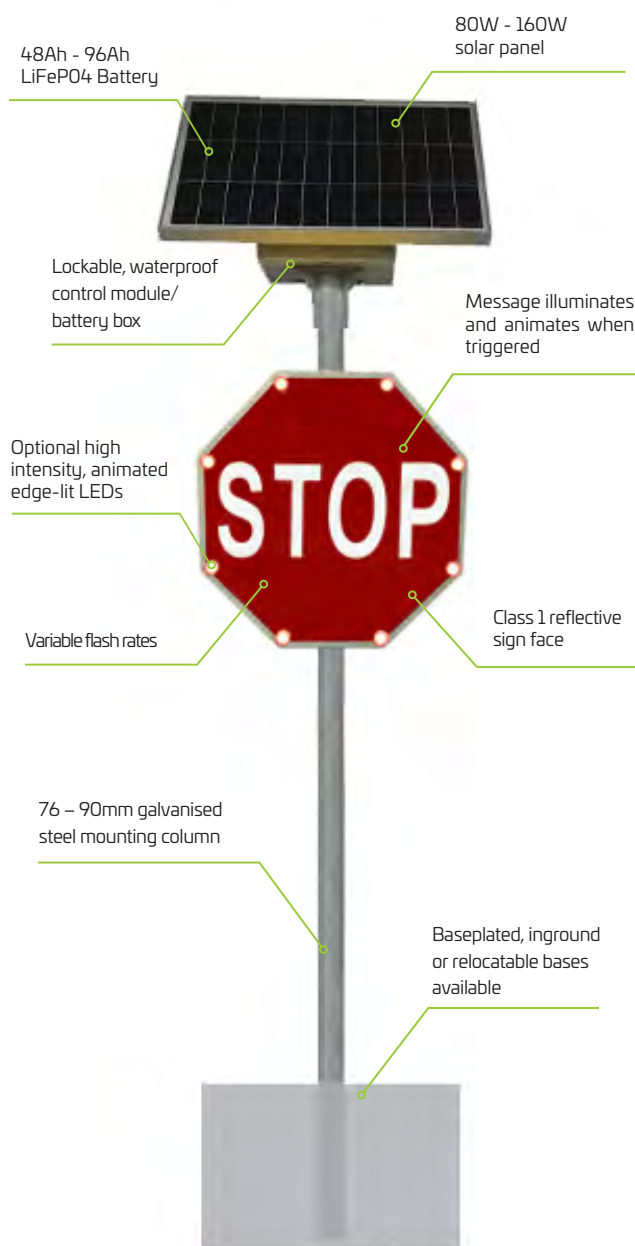 80W - 160W
solar panel
48Ah - 96Ah
LiFePO4 Battery
Lockable, waterproof
control module/
battery box
Message illuminates
and animates when
triggered
Optional high
intensity, animated
edge-lit LEDs
STOP
Variable flash rates
Class 1 reflective
sign face
76 – 90mm galvanised
steel mounting column
Baseplated, inground
or relocatable bases
available